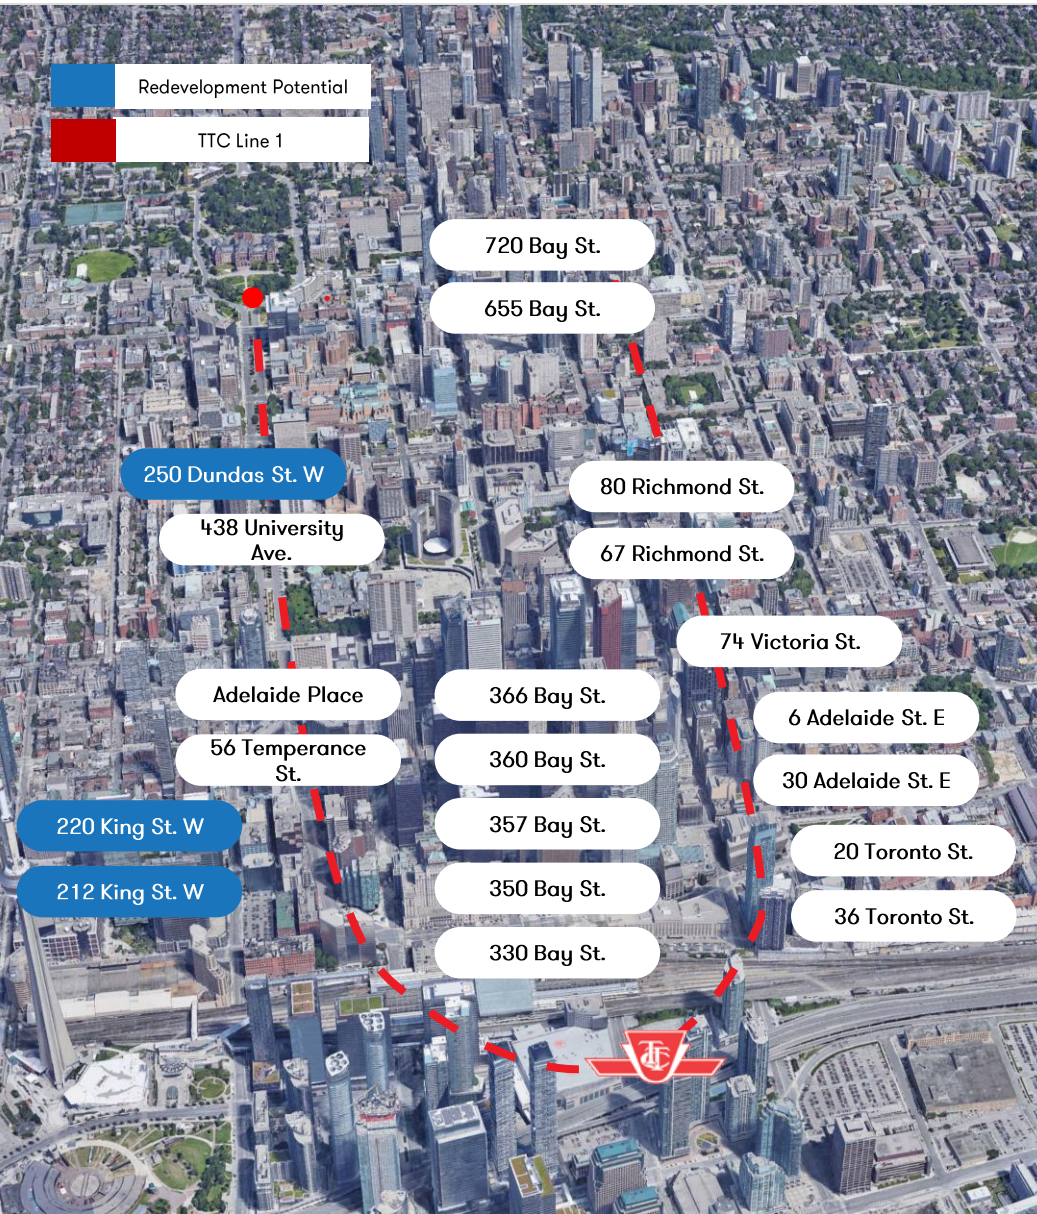 Redevelopment Potential
TTC Line 1
720 Bay St.
655 Bay St.
250 Dundas St. W
80 Richmond St.
438 University
Ave.
67 Richmond St.
74 Victoria St.
Adelaide Place
366 Bay St.
6 Adelaide St. E
56 Temperance
St.
360 Bay St.
30 Adelaide St. E
220 King St. W
357 Bay St.
20 Toronto St.
212 King St. W
350 Bay St.
36 Toronto St.
330 Bay St.
TTC